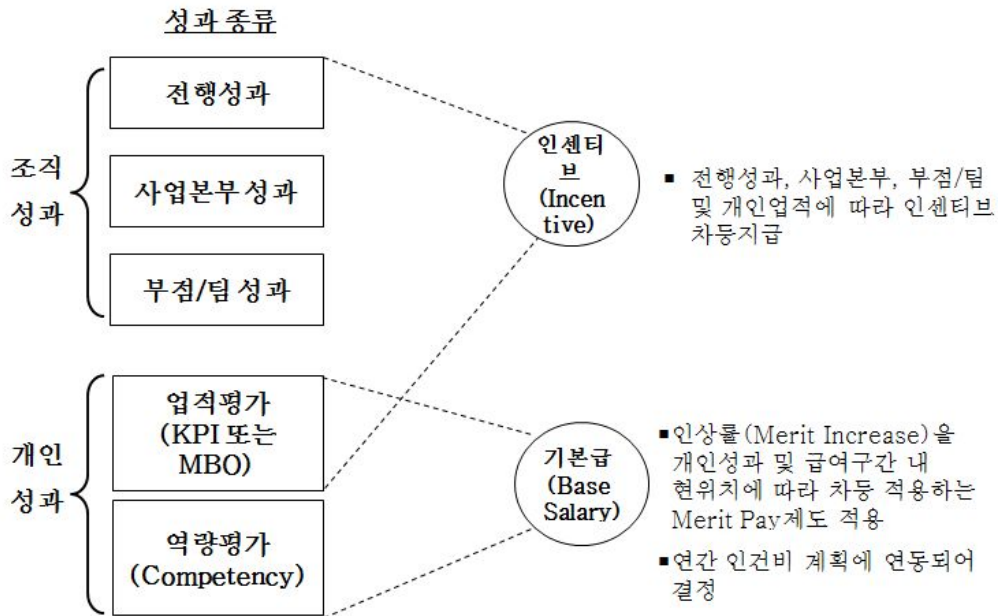 성과 종류
조직
성과
전행성과
사업본부 성과
부점/팀 성과
인센티
브
(Incen
tive)
■ 전행성과, 사업본부, 부점/팀
및 개인업적에 따라 인센티브
차등지급
개인
성과
업적평가
(KPI 또는
MBO)
역량평가
(Competency)
기본급
(Base
Salary)
■인상률(Merit Increase)을
개인성과 및 급여구간 내
현위치에 따라 차등 적용하는
Merit Pay제도 적용
■연간 인건비 계획에 연동되어
결정